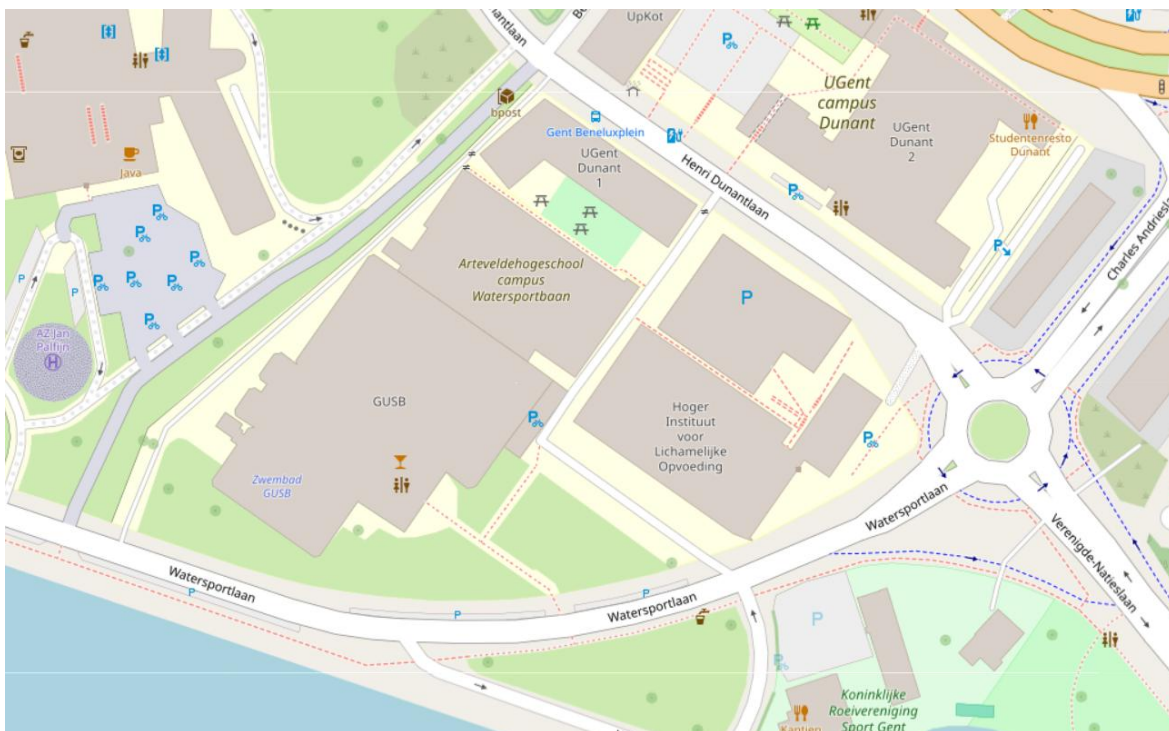 UpKot
UGent
campus
Dunant
bpost
Gent Beneluxplein
UGent
Dunant
1
UGent
Dunant
2
Studentenresto
Dunant
Henri Dunantlaan
Java
Charles Andriesla
Arteveldehogeschool
campus
Watersportbaan
P
P
P
AZ Jan
Palfijn
H
GUSB
Hoger
Instituut
voor
Lichamelijke
Opvoeding
Zwembad
GUSB
Watersportlaan
Watersportlaan
Watersportlaan
Verenigde-Natieslaan
P
P
P
P
Koninklijke
Roeivereniging
Sport Gent